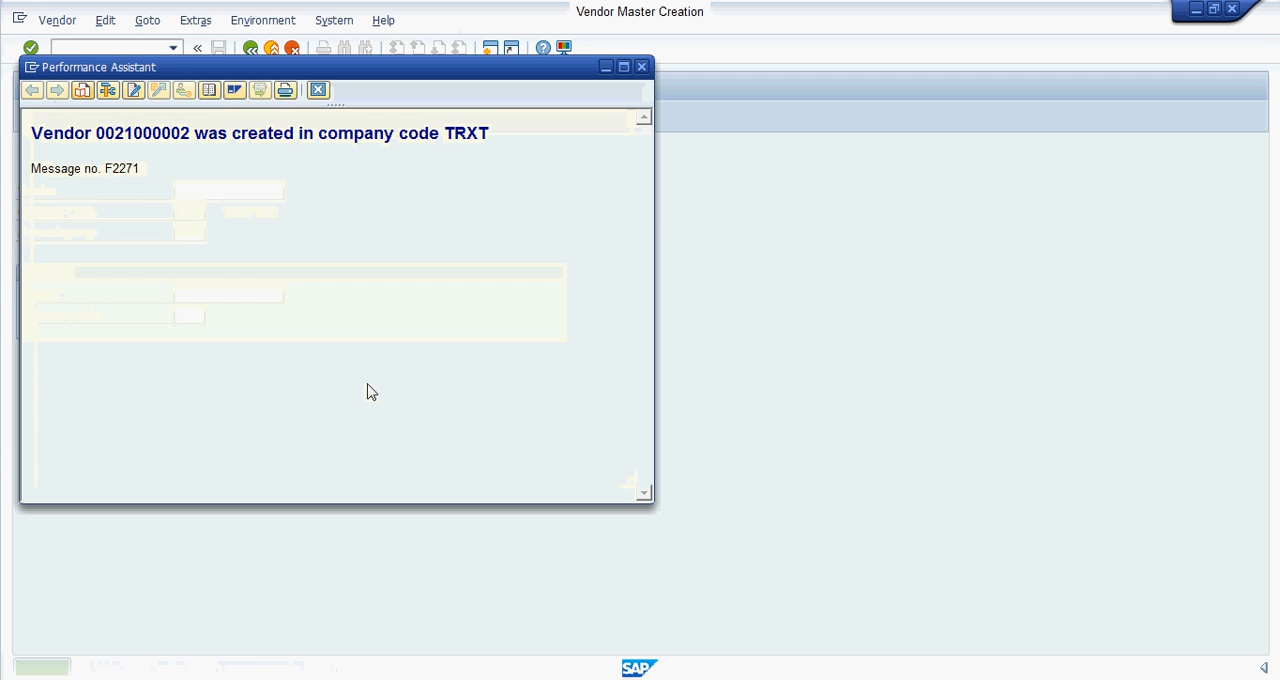 Vendor Master Creation
Vendor Edit Goto Extras Environment System Help
Performance Assistant
Vendor 0021000002 was created in company code TRXT
Message no. F2271
SAP